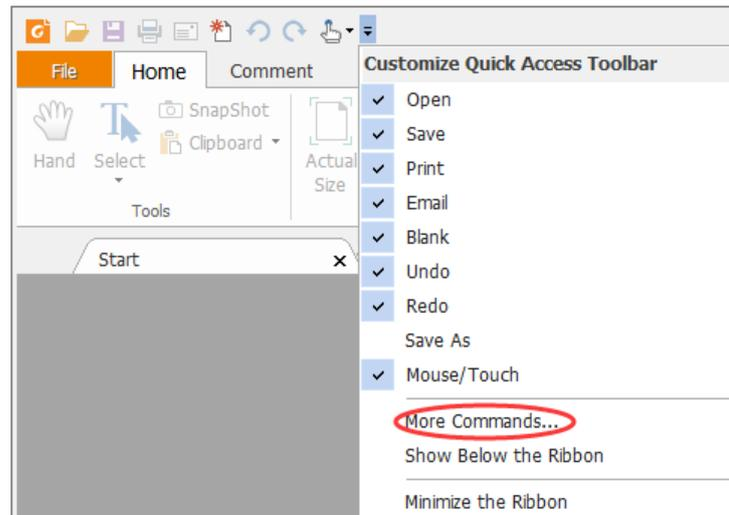 File
Home
Comment
Customize Quick Access Toolbar
Open
SnapShot
Save
Clipboard
Hand
Select
Actual
Size
Print
Tools
Email
Blank
Start
Undo
Redo
Save As
Mouse/Touch
More Commands...
Show Below the Ribbon
Minimize the Ribbon